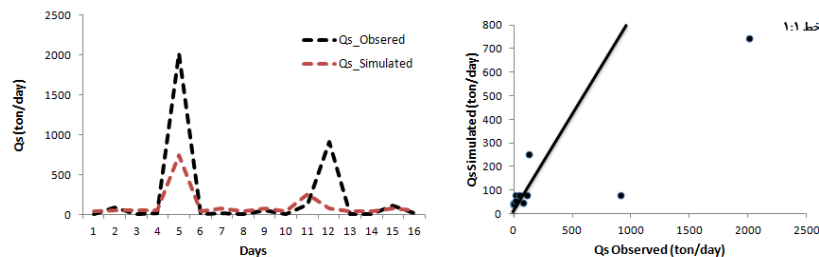 2500
2000
1500
1000
500
0
Qs (ton/day)
Qs_Obsered
Qs_Simulated
1 2 3 4 5 6 7 8 9 10 11 12 13 14 15 16
Days
خط ۱:۱
800
700
600
500
400
300
200
100
0
Qs Simulated (ton/day)
0 500 1000 1500 2000 2500
Qs Observed (ton/day)